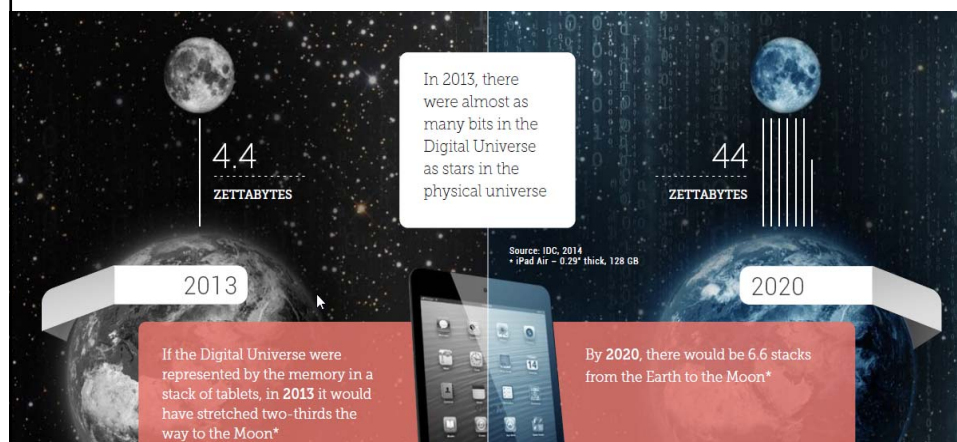 In 2013, there
were almost as
many bits in the
Digital Universe
as stars in the
physical universe
4.4
ZETTABYTES
44
ZETTABYTES
Source: IDC, 2014
* iPad Air – 0.29" thick, 128 GB
2013
2020
If the Digital Universe were
represented by the memory in a
stack of tablets, in 2013 it would
have stretched two-thirds the
way to the Moon*
By 2020, there would be 6.6 stacks
from the Earth to the Moon*